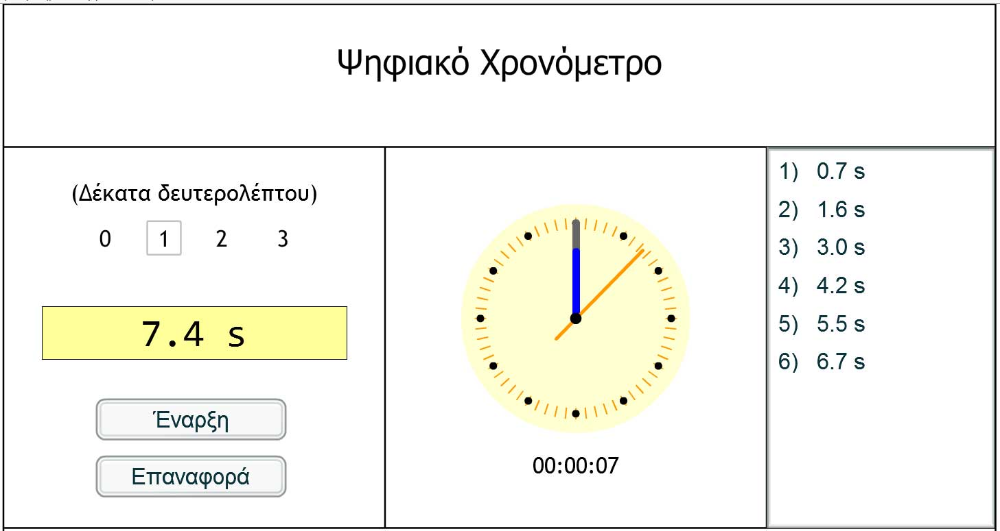 Ψηφιακό Χρονόμετρο
(Δέκατα δευτερολέπτου)
0 1 2 3
7.4 s
Έναρξη
Επαναφορά
00:00:07
1) 0.7 s
2) 1.6 s
3) 3.0 s
4) 4.2 s
5) 5.5 s
6) 6.7 s